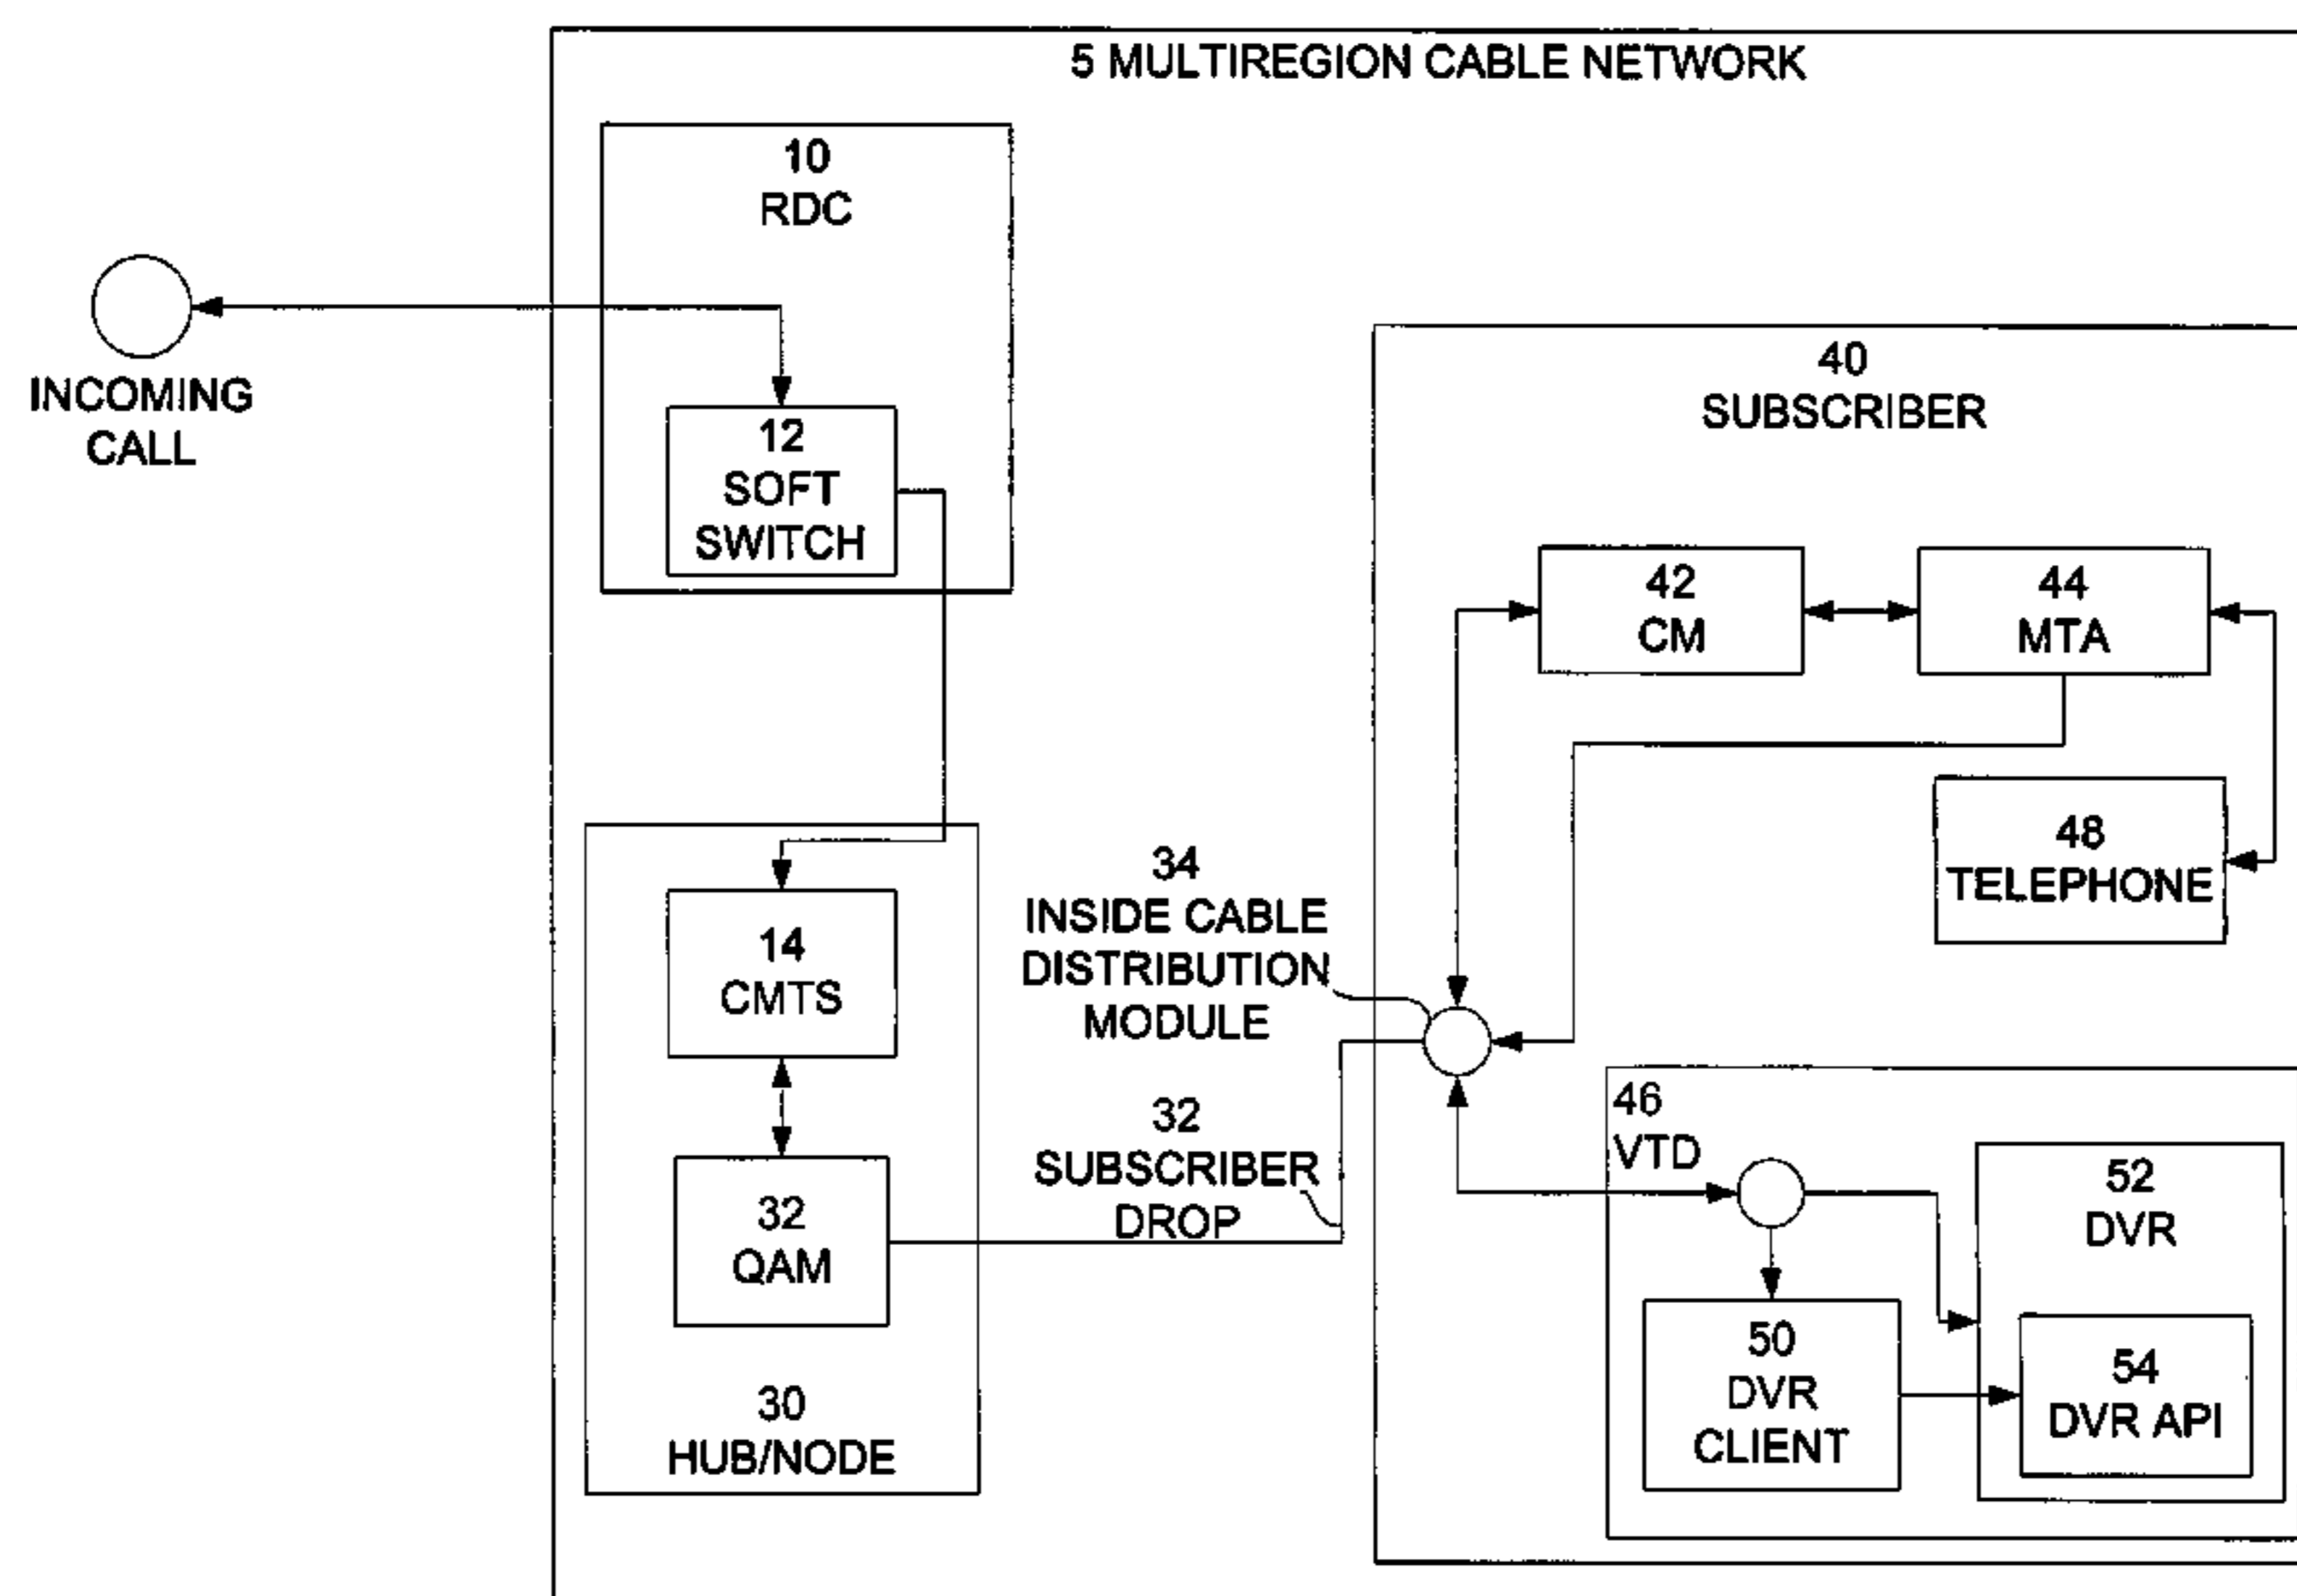 5 MULTIREGION CABLE NETWORK
10
RDC
INCOMING
CALL
12
SOFT
SWITCH
40
SUBSCRIBER
42
CM
44
MTA
48
TELEPHONE
34
INSIDE CABLE
DISTRIBUTION
MODULE
14
CMTS
32
SUBSCRIBER
DROP
32
QAM
30
HUB/NODE
46
VTD
52
DVR
50
DVR
CLIENT
54
DVR API